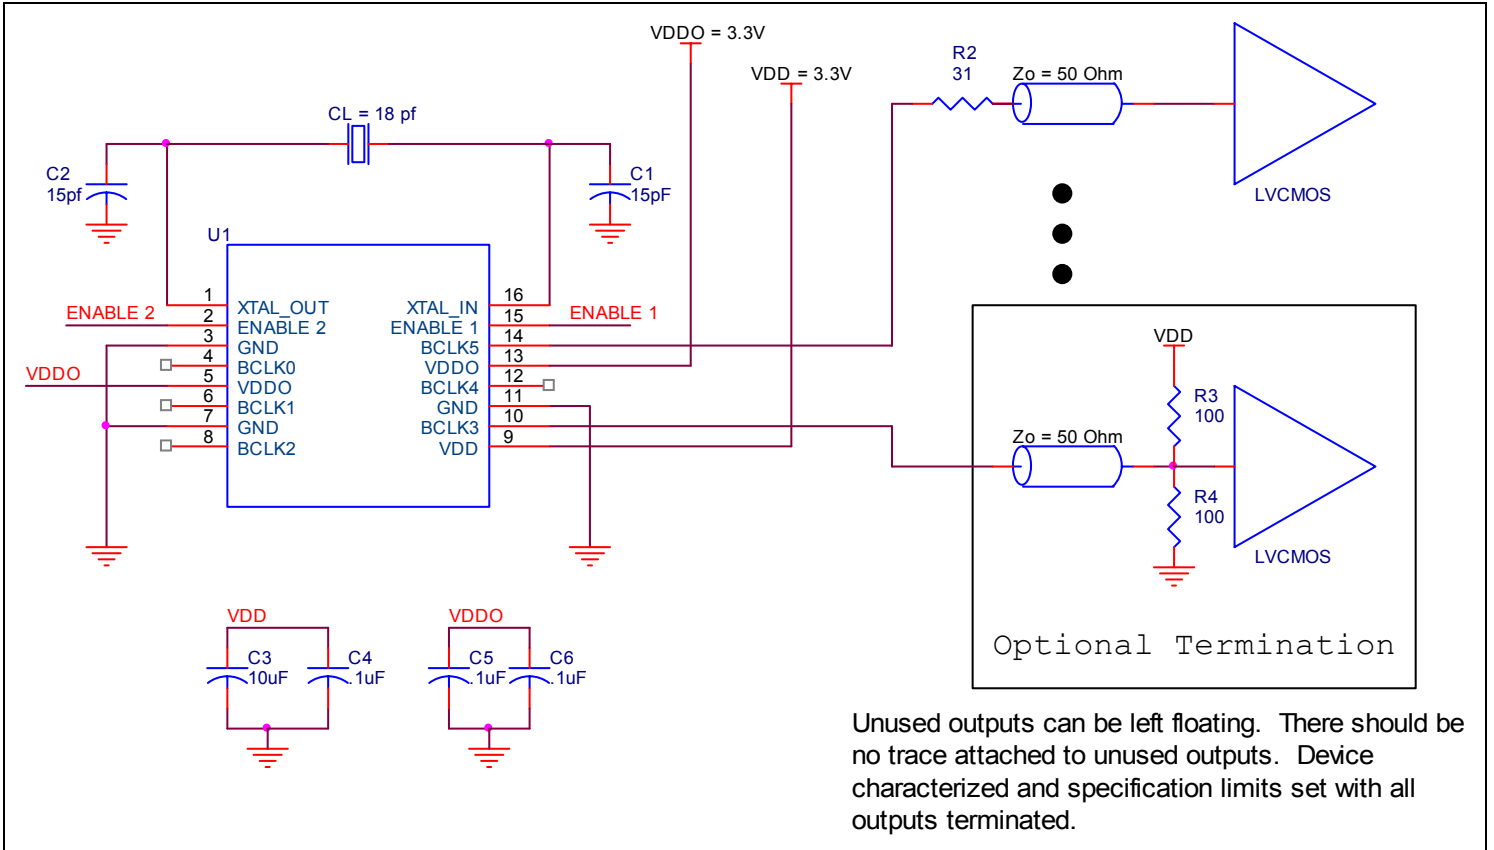 VDDO = 3.3V
VDD = 3.3V
R2
31
Zo = 50 Ohm
LVCMOS
CL = 18 pf
C2
15pf
C1
15pF
U1
1
XTAL_OUT
2
ENABLE 2
ENABLE 2
3
GND
4
BCLK0
VDDO
5
VDDO
6
BCLK1
7
GND
8
BCLK2
XTAL_IN
16
ENABLE 1
15
ENABLE 1
BCLK5
14
VDDO
13
BCLK4
12
GND
11
BCLK3
10
VDD
9
VDD
R3
100
Zo = 50 Ohm
R4
100
LVCMOS
Optional Termination
VDD
C3
10uF
C4
.1uF
VDDO
C5
.1uF
C6
.1uF
Unused outputs can be left floating. There should be
no trace attached to unused outputs. Device
characterized and specification limits set with all
outputs terminated.